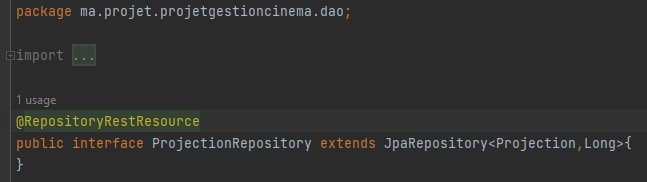 package ma.projet.projetgestioncinema.dao;
import ...
1 usage
@RepositoryRestResource
public interface ProjectionRepository extends JpaRepository<Projection,Long>{
}